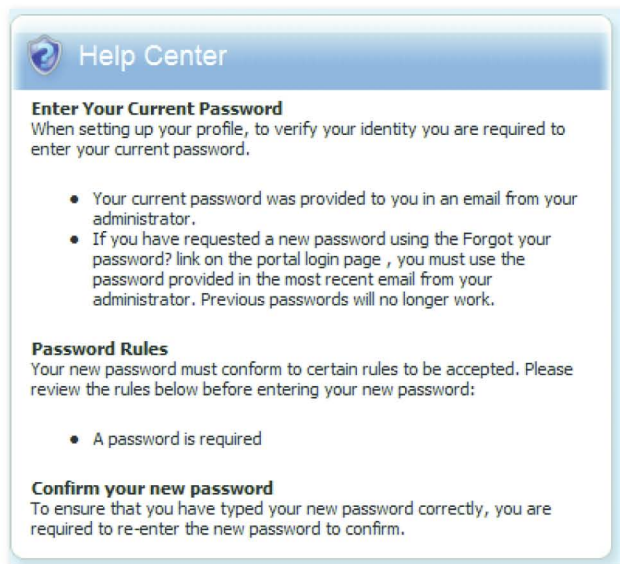 Help Center
Enter Your Current Password
When setting up your profile, to verify your identity you are required to
enter your current password.
● Your current password was provided to you in an email from your
administrator.
● If you have requested a new password using the Forgot your
password? link on the portal login page , you must use the
password provided in the most recent email from your
administrator. Previous passwords will no longer work.
Password Rules
Your new password must conform to certain rules to be accepted. Please
review the rules below before entering your new password:
● A password is required
Confirm your new password
To ensure that you have typed your new password correctly, you are
required to re-enter the new password to confirm.